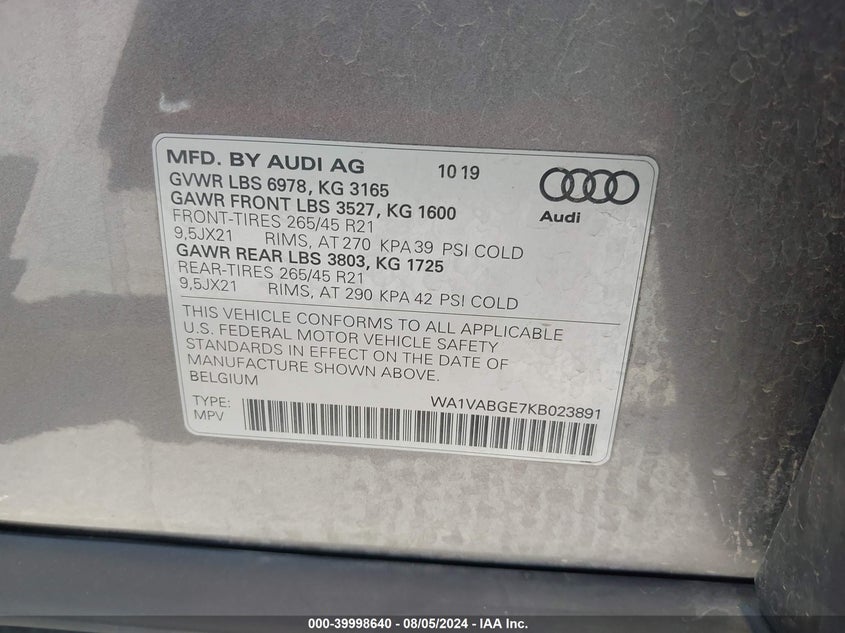 MFD. BY AUDI AG 10 19
GVWR LBS 6978, KG 3165
GAWR FRONT LBS 3527, KG 1600
FRONT-TIRES 265/45 R21
9,5JX21 RIMS, AT 270 KPA 39 PSI COLD
GAWR REAR LBS 3803, KG 1725
REAR-TIRES 265/45 R21
9,5JX21 RIMS, AT 290 KPA 42 PSI COLD
Audi
THIS VEHICLE CONFORMS TO ALL APPLICABLE
U.S. FEDERAL MOTOR VEHICLE SAFETY
STANDARDS IN EFFECT ON THE DATE OF
MANUFACTURE SHOWN ABOVE.
BELGIUM WA1VABGE7KB023891
TYPE:
MPV
000-39998640 - 08/05/2024 - IAA Inc.